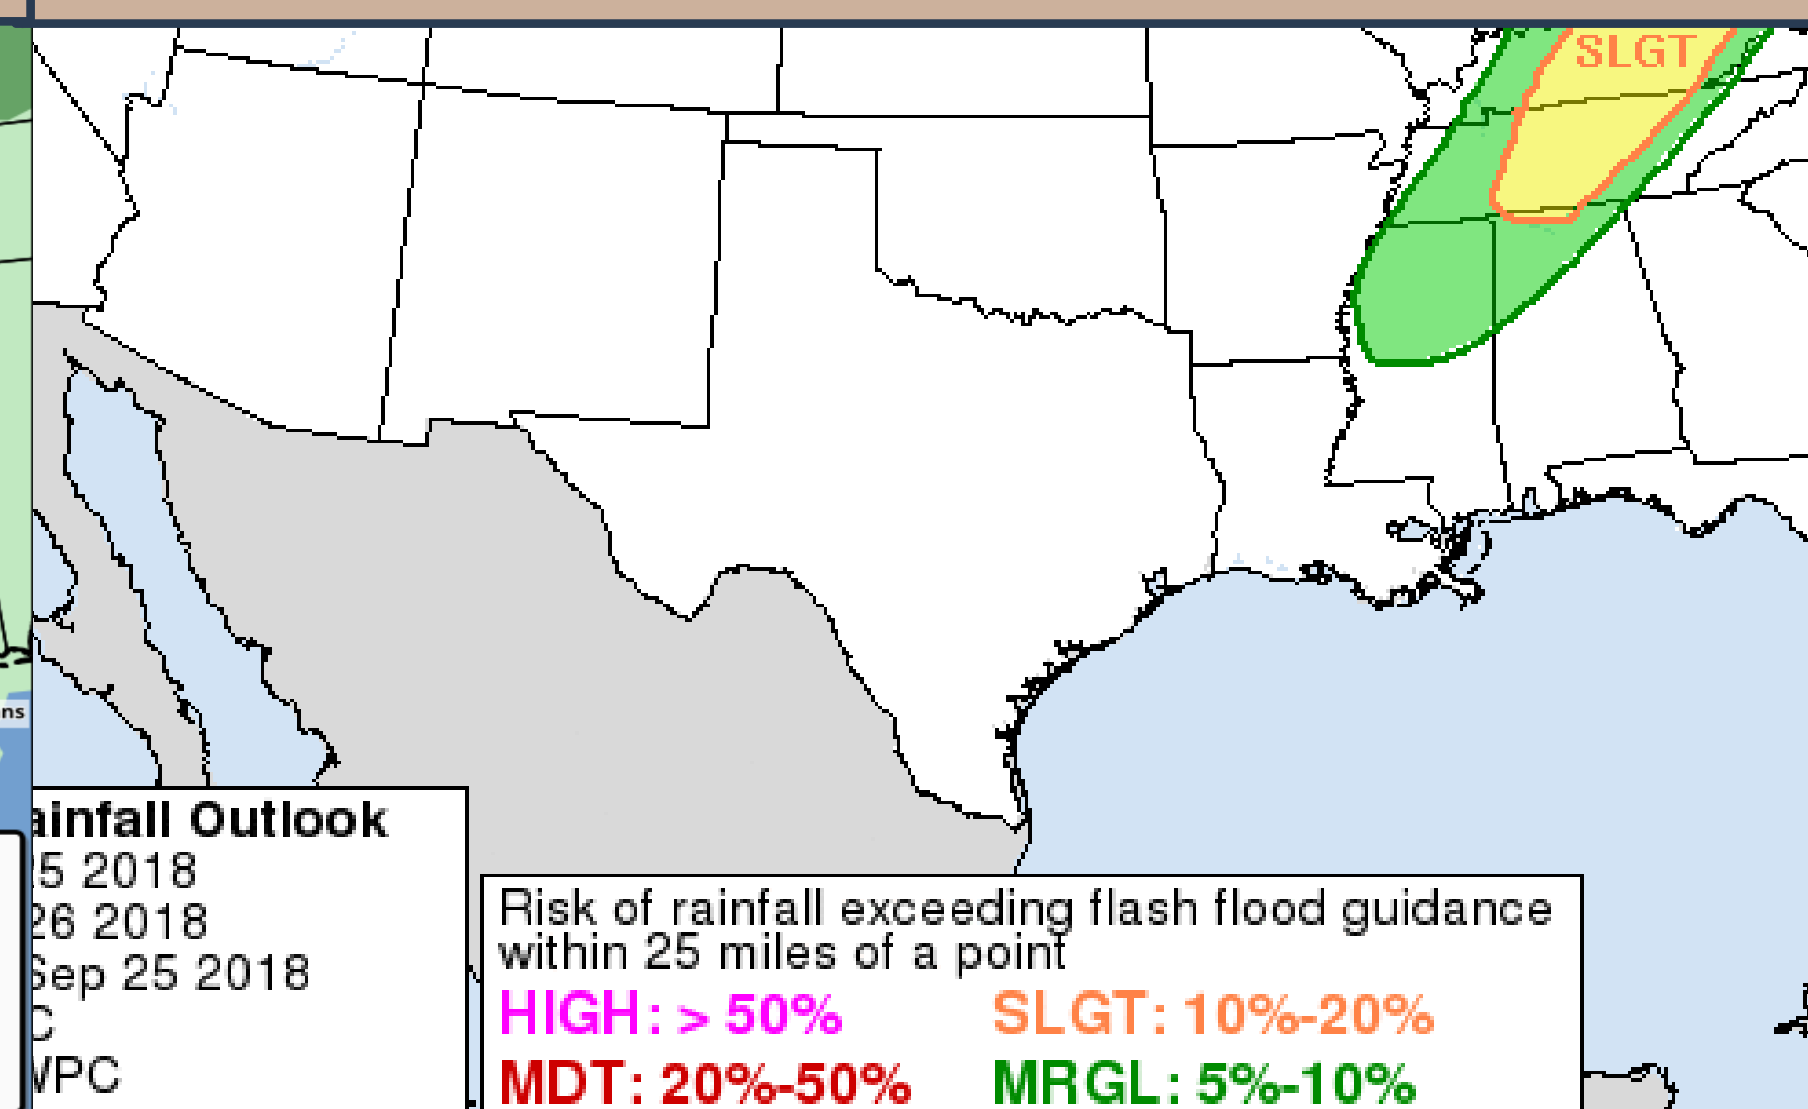 SLGT
ns
ainfall Outlook
25 2018
26 2018
Sep 25 2018
C
WPC
Risk of rainfall exceeding flash flood guidance
within 25 miles of a point
HIGH: > 50%
SLGT: 10%-20%
MDT: 20%-50%
MRGL: 5%-10%